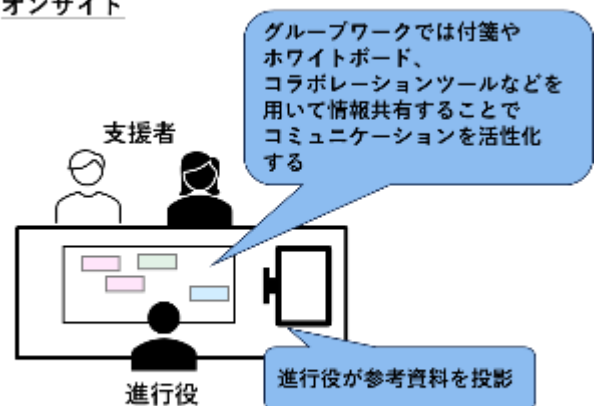 オンサイト
グループワークでは付箋や
ホワイトボード、
コラボレーションツールなどを
用いて情報共有することで
コミュニケーションを活性化
する
支援者
進行役が参考資料を投影
進行役